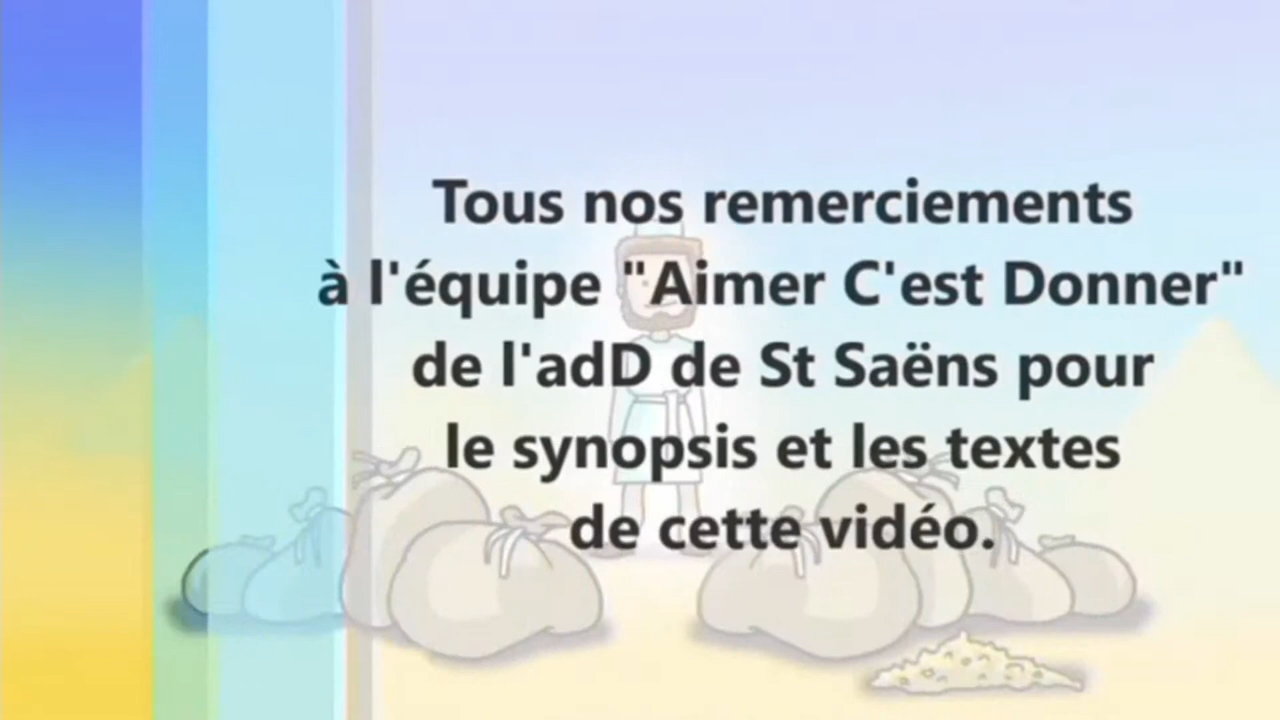 Tous nos remerciements
à l'équipe "Aimer C'est Donner"
de l'adD de St Saëns pour
le synopsis et les textes
de cette vidéo.